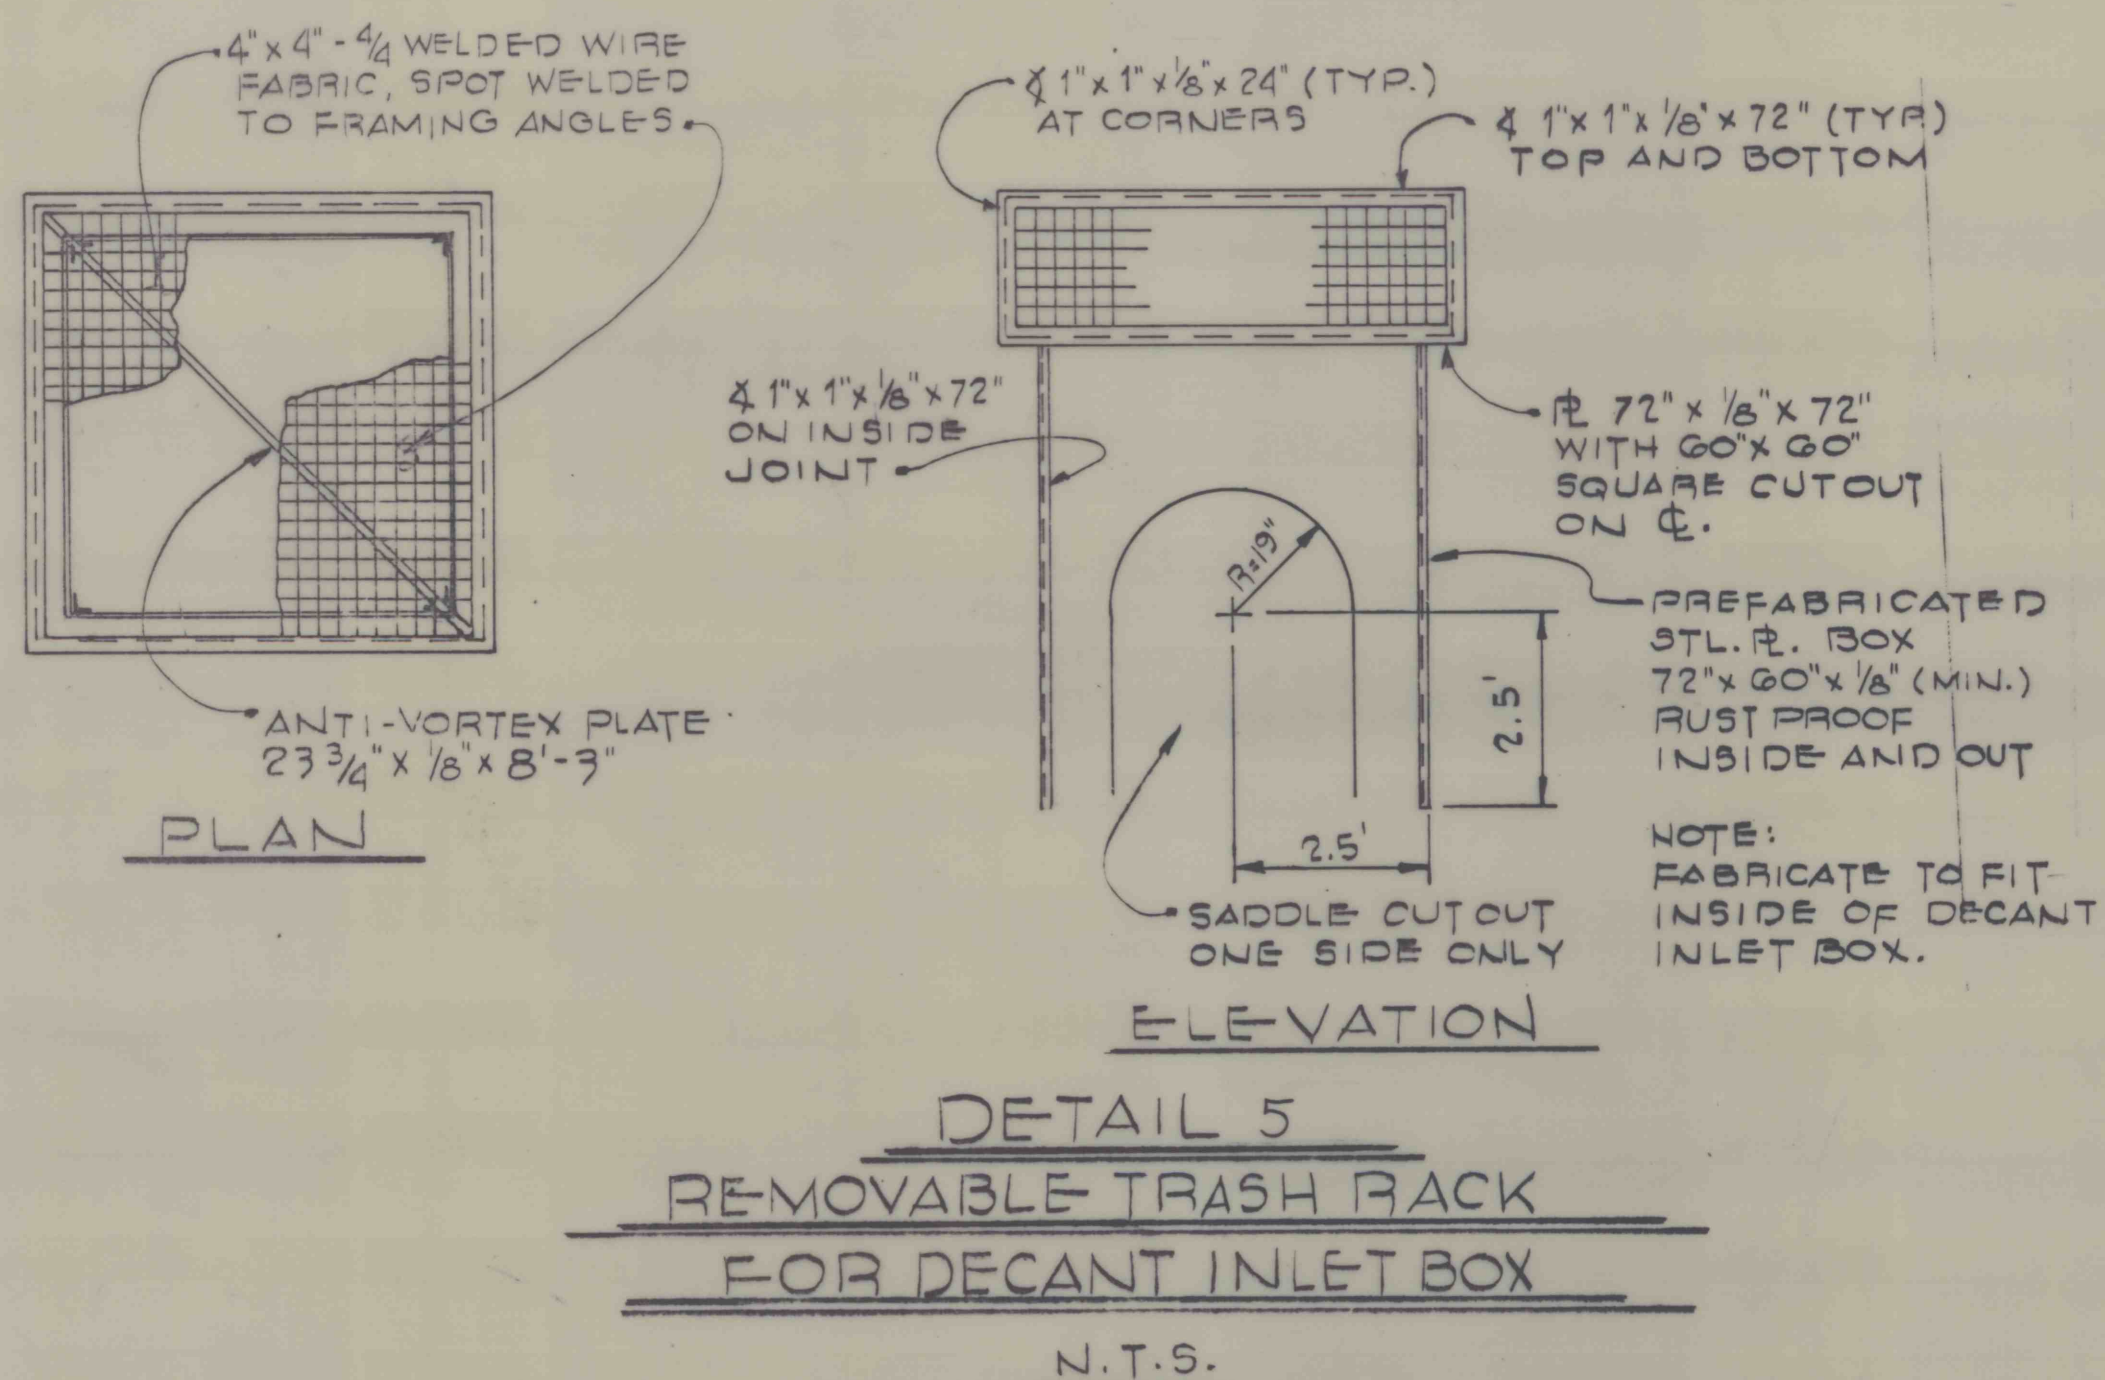 4" x 4" - 4/4 WELDED WIRE
FABRIC, SPOT WELDED
TO FRAMING ANGLES
∡ 1" x 1" x 1/8" x 24" (TYP.)
AT CORNERS
∡ 1" x 1" x 1/8" x 72" (TYP.)
TOP AND BOTTOM
∡ 1" x 1" x 1/8" x 72"
ON INSIDE
JOINT
PL 72" x 1/8" x 72"
WITH 60" x 60"
SQUARE CUTOUT
ON ℄.
R=19"
PREFABRICATED
STL. PL. BOX
72" x 60" x 1/8" (MIN.)
RUST PROOF
INSIDE AND OUT
2.5'
2.5'
ANTI-VORTEX PLATE
23 3/4" x 1/8" x 8'-3"
PLAN
NOTE:
FABRICATE TO FIT
INSIDE OF DECANT
INLET BOX.
SADDLE CUTOUT
ONE SIDE ONLY
ELEVATION
DETAIL 5
REMOVABLE TRASH RACK
FOR DECANT INLET BOX
N.T.S.